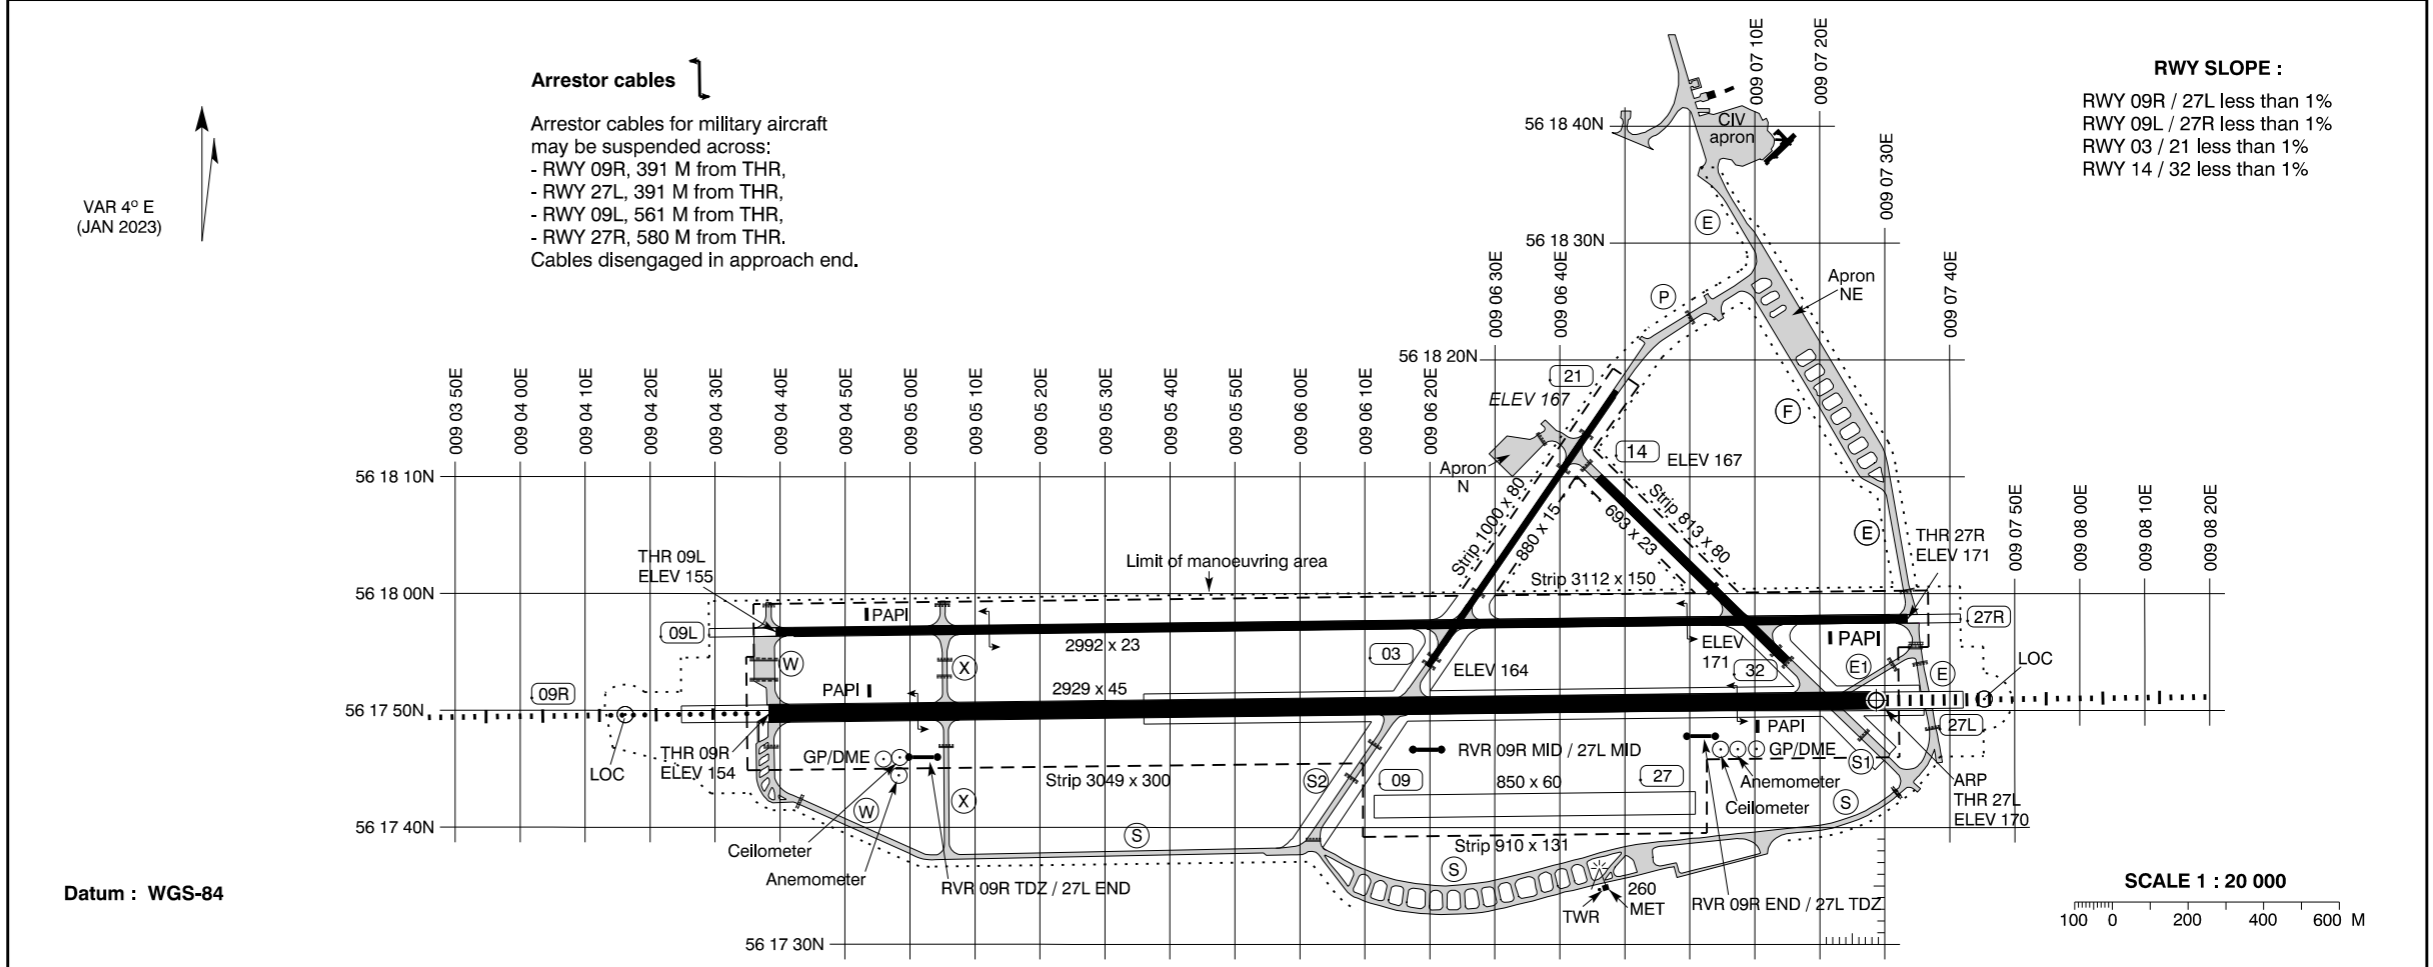 Arrestor cables
Arrestor cables for military aircraft
may be suspended across:
- RWY 09R, 391 M from THR,
- RWY 27L, 391 M from THR,
- RWY 09L, 561 M from THR,
- RWY 27R, 580 M from THR.
Cables disengaged in approach end.
VAR 4° E
(JAN 2023)
RWY SLOPE :
RWY 09R / 27L less than 1%
RWY 09L / 27R less than 1%
RWY 03 / 21 less than 1%
RWY 14 / 32 less than 1%
009 07 10E
009 07 20E
56 18 40N
CIV
apron
009 07 30E
E
56 18 30N
009 06 30E
009 06 40E
009 07 40E
P
Apron
NE
56 18 20N
009 03 50E
009 04 00E
009 04 10E
009 04 20E
009 04 30E
009 04 40E
009 04 50E
009 05 00E
009 05 10E
009 05 20E
009 05 30E
009 05 40E
009 05 50E
009 06 00E
009 06 10E
009 06 20E
21
ELEV 167
F
14
ELEV 167
56 18 10N
Apron
N
009 07 50E
009 08 00E
009 08 10E
009 08 20E
Strip 1000 x 80
880 x 15
693 x 23
Strip 813 x 80
E
THR 27R
ELEV 171
THR 09L
ELEV 155
Limit of manoeuvring area
Strip 3112 x 150
56 18 00N
PAPI
09L
27R
2992 x 23
03
ELEV 164
ELEV
171
32
PAPI
E1
E
LOC
W
X
09R
PAPI
2929 x 45
56 17 50N
27L
PAPI
THR 09R
ELEV 154
LOC
GP/DME
RVR 09R MID / 27L MID
GP/DME
Strip 3049 x 300
S2
09
850 x 60
27
Anemometer
S1
ARP
THR 27L
ELEV 170
Ceilometer
S
W
X
56 17 40N
S
Ceilometer
Strip 910 x 131
Anemometer
RVR 09R TDZ / 27L END
S
260
TWR
MET
RVR 09R END / 27L TDZ
Datum : WGS-84
56 17 30N
SCALE 1 : 20 000
100 0 200 400 600 M